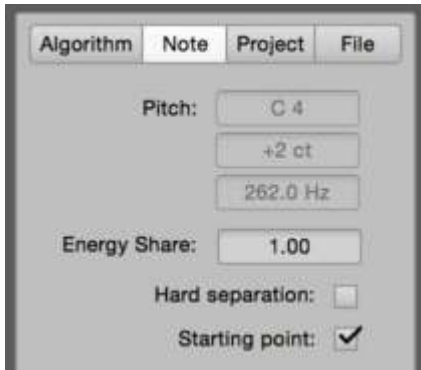 Algorithm Note Project File
Pitch: C 4
+2 ct
262.0 Hz
Energy Share: 1.00
Hard separation:
Starting point: